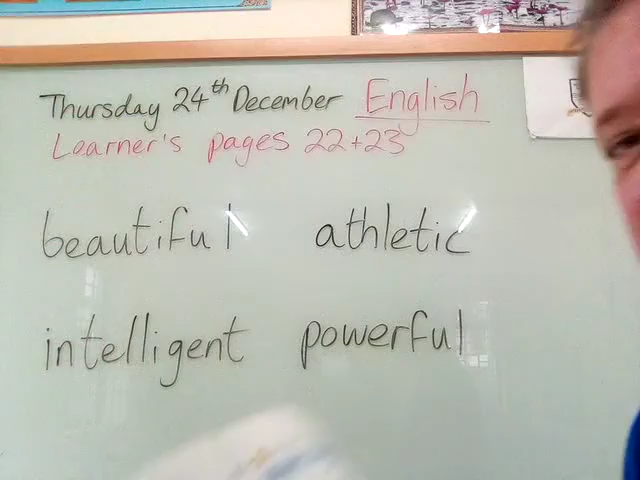 Thursday 24th December English
Learner's pages 22+23
beautiful athletic
intelligent powerful